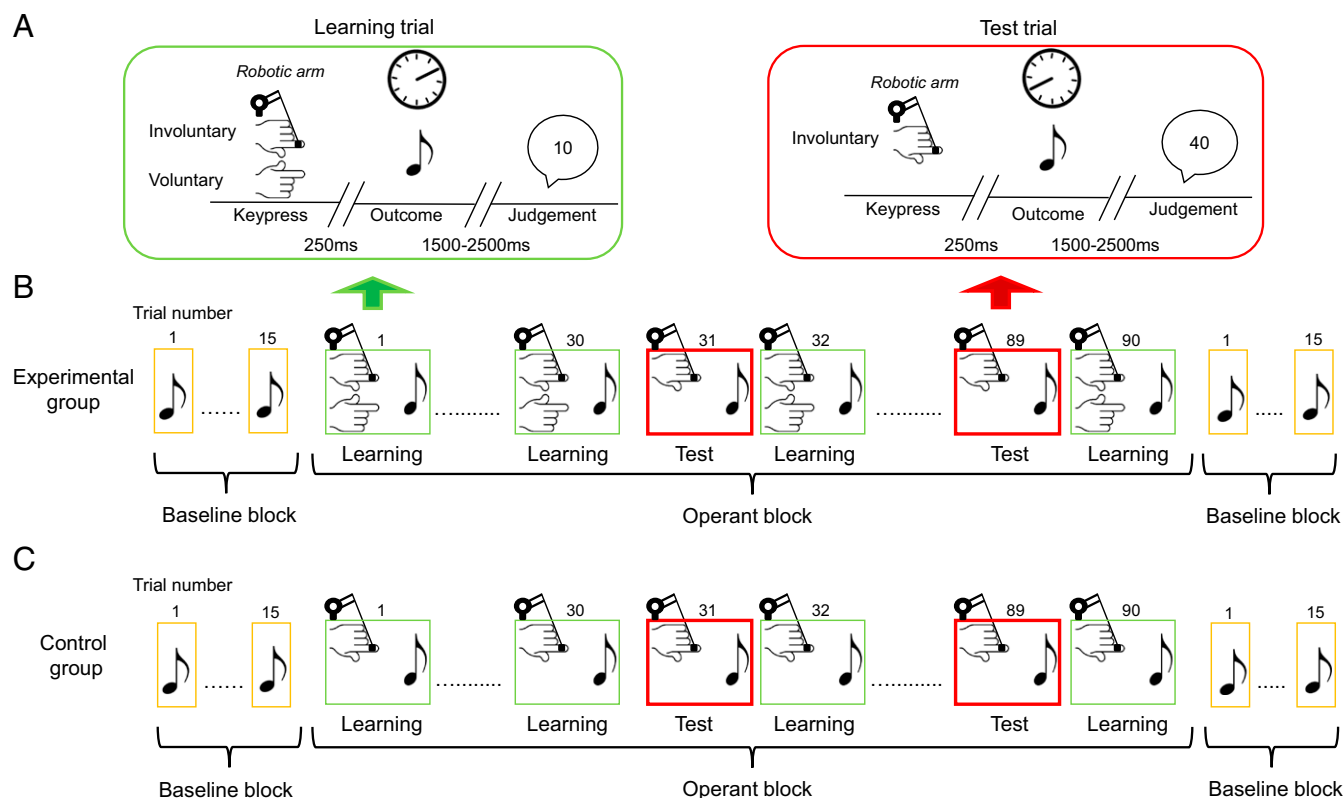 A
Learning trial
Test trial
Robotic arm
Involuntary
Voluntary
10
Keypress
Outcome
Judgement
250ms
1500-2500ms
Robotic arm
Involuntary
40
Keypress
Outcome
Judgement
250ms
1500-2500ms
B
Trial number
1
15
1
30
31
32
89
90
1
15
Experimental
group
...... ........... ........... .....
Learning
Learning
Test
Learning
Test
Learning
Baseline block
Operant block
Baseline block
C
Trial number
1
15
1
30
31
32
89
90
1
15
Control
group
...... ........... ........... .....
Learning
Learning
Test
Learning
Test
Learning
Baseline block
Operant block
Baseline block